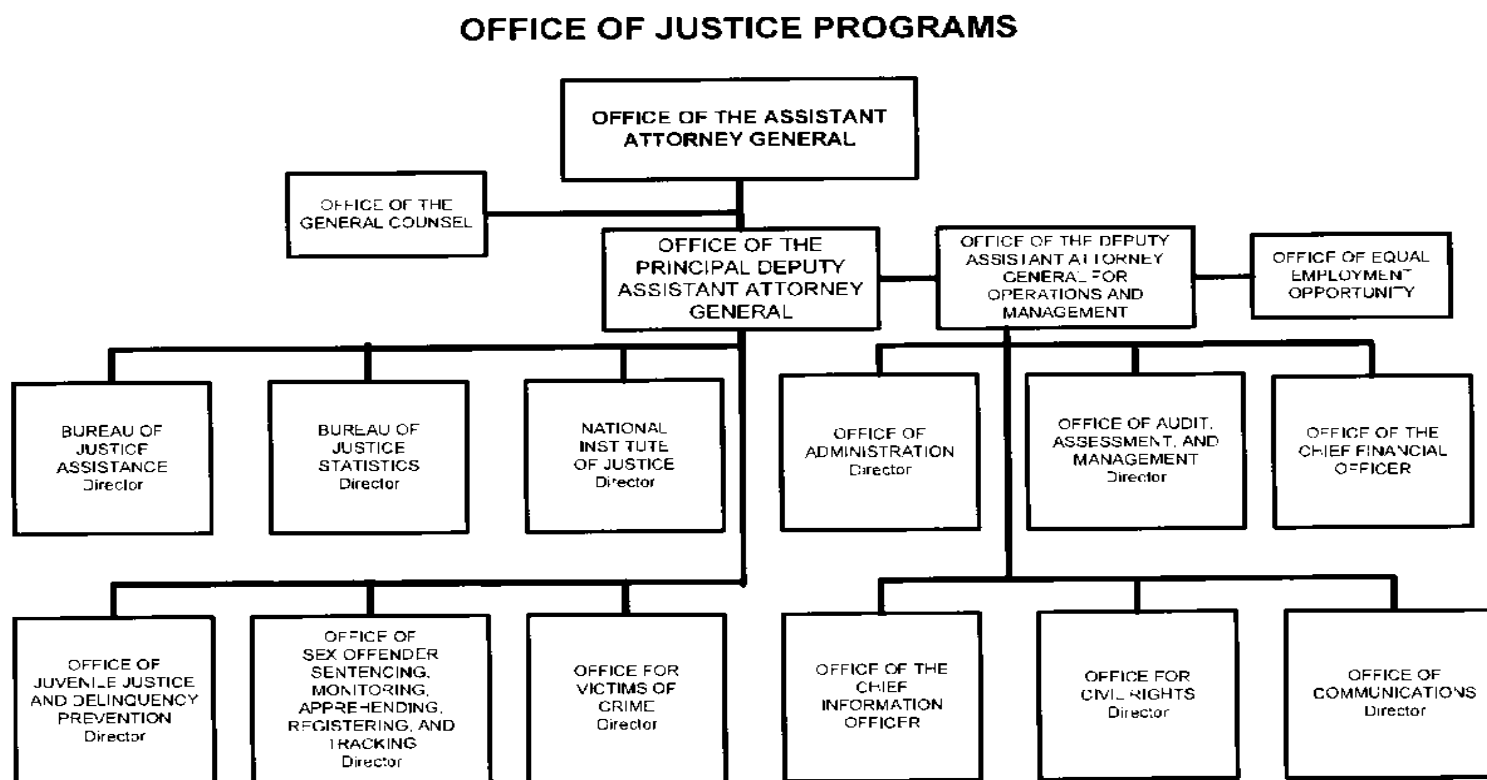 OFFICE OF JUSTICE PROGRAMS
OFFICE OF THE ASSISTANT
ATTORNEY GENERAL
OFFICE OF THE
GENERAL COUNSEL
OFFICE OF THE
PRINCIPAL DEPUTY
ASSISTANT ATTORNEY
GENERAL
OFFICE OF THE DEPUTY
ASSISTANT ATTORNEY
GENERAL FOR
OPERATIONS AND
MANAGEMENT
OFFICE OF EQUAL
EMPLOYMENT
OPPORTUNITY
BUREAU OF
JUSTICE
ASSISTANCE
Director
BUREAU OF
JUSTICE
STATISTICS
Director
NATIONAL
INSTITUTE
OF JUSTICE
Director
OFFICE OF
ADMINISTRATION
Director
OFFICE OF AUDIT,
ASSESSMENT, AND
MANAGEMENT
Director
OFFICE OF THE
CHIEF FINANCIAL
OFFICER
OFFICE OF
JUVENILE JUSTICE
AND DELINQUENCY
PREVENTION
Director
OFFICE OF
SEX OFFENDER
SENTENCING,
MONITORING,
APPREHENDING,
REGISTERING, AND
TRACKING
Director
OFFICE FOR
VICTIMS OF
CRIME
Director
OFFICE OF THE
CHIEF
INFORMATION
OFFICER
OFFICE FOR
CIVIL RIGHTS
Director
OFFICE OF
COMMUNICATIONS
Director